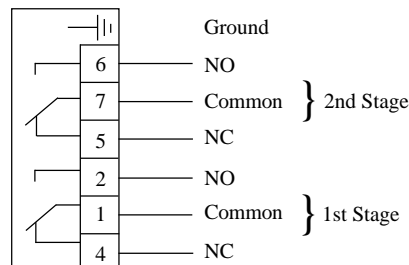 Ground
6 NO
7 Common } 2nd Stage
5 NC
2 NO
1 Common } 1st Stage
4 NC